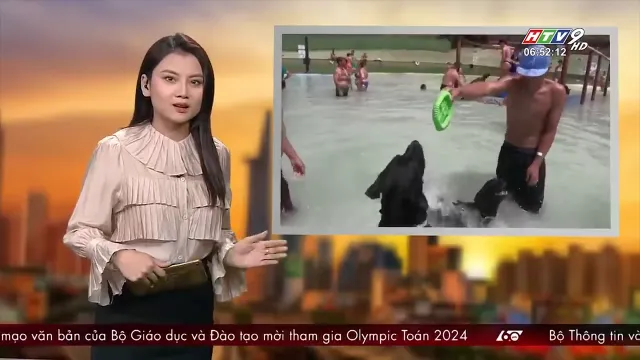 HTV9 HD
06:52:12
mạo văn bản của Bộ Giáo dục và Đào tạo mời tham gia Olympic Toán 2024 60 Bộ Thông tin và